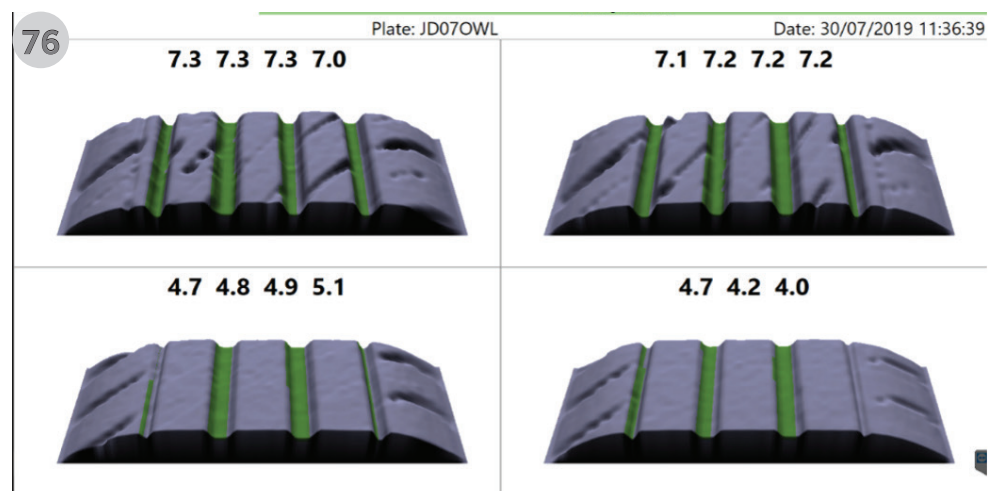 76
Plate: JD07OWL
Date: 30/07/2019 11:36:39
7.3 7.3 7.3 7.0
7.1 7.2 7.2 7.2
4.7 4.8 4.9 5.1
4.7 4.2 4.0